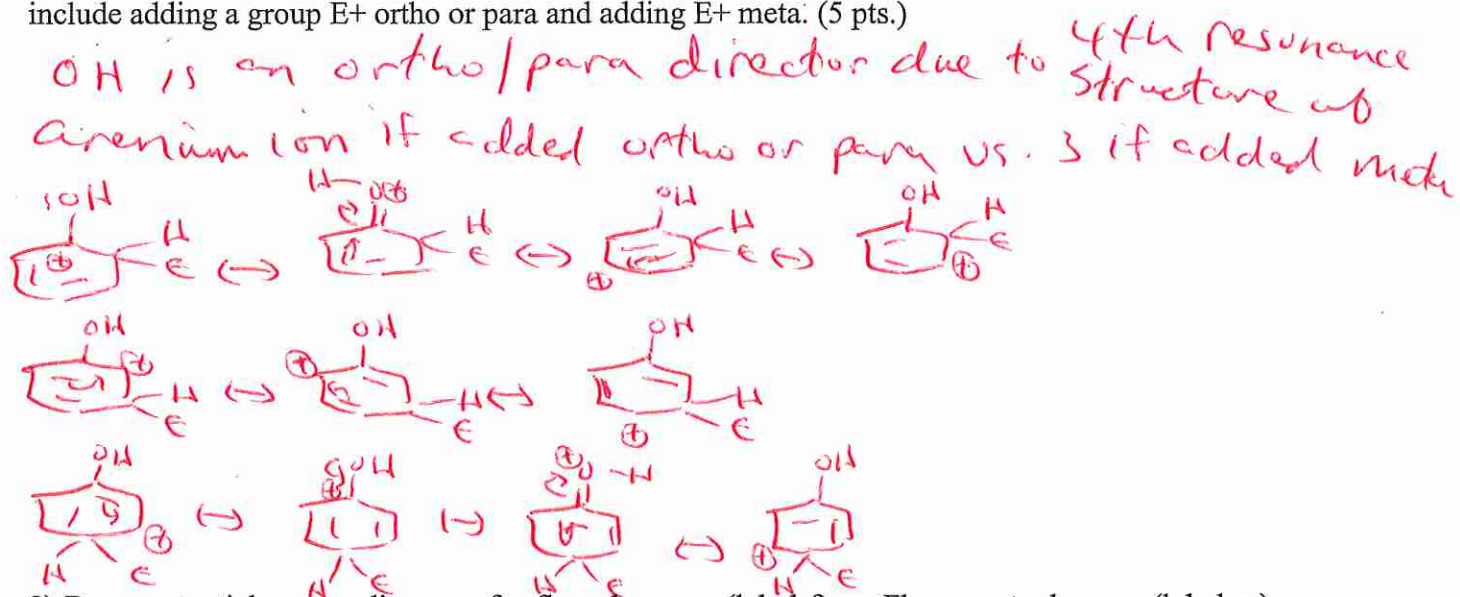 include adding a group E+ ortho or para and adding E+ meta. (5 pts.)
OH is an ortho/para director due to 4th resonance
structure of
arenium ion if added ortho or para vs. 3 if added meta
:OH H-O⊕ OH OH
⊕ H E ↔ H E ↔ ⊕ H E ↔ H E ⊕
OH OH OH
⊕ H E ↔ ⊕ H E ↔ ⊕ H E
OH :OH ⊕O-H OH
⊕ H E ↔ ⊕ H E ↔ H E ↔ ⊕ H E